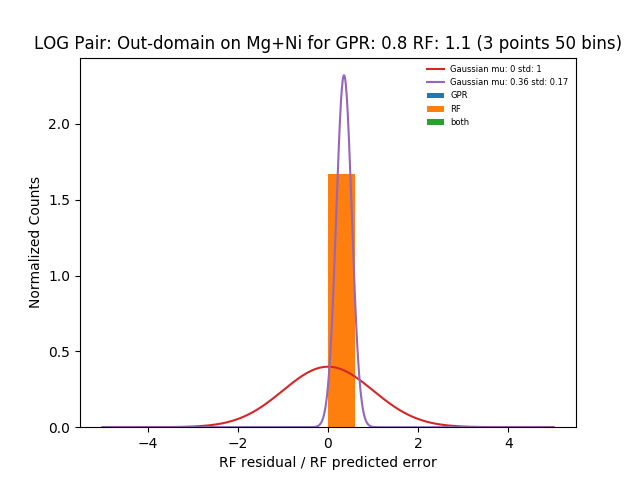 LOG Pair: Out-domain on Mg+Ni for GPR: 0.8 RF: 1.1 (3 points 50 bins)
Gaussian mu: 0 std: 1
Gaussian mu: 0.36 std: 0.17
GPR
RF
both
Normalized Counts
2.0
1.5
1.0
0.5
0.0
−4
−2
0
2
4
RF residual / RF predicted error